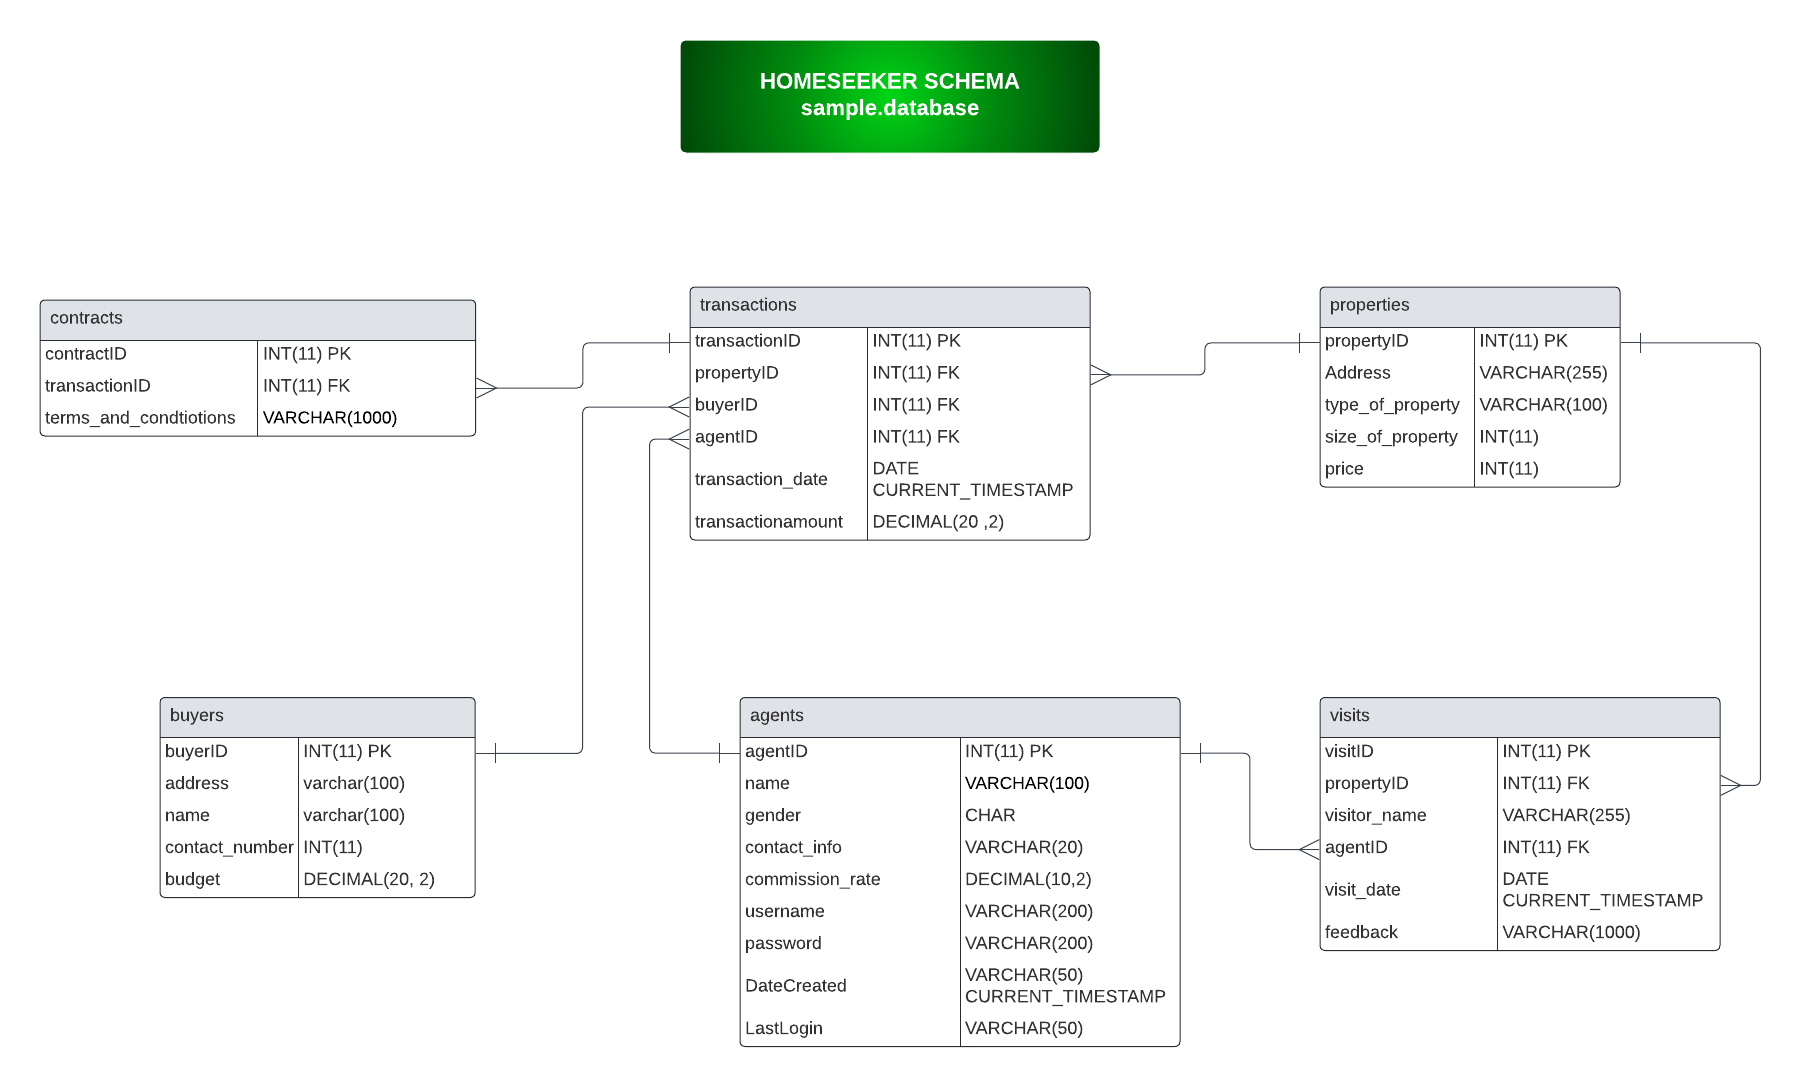 HOMESEEKER SCHEMA
sample.database
contracts
contractID INT(11) PK
transactionID INT(11) FK
terms_and_condtiotions VARCHAR(1000)
transactions
transactionID INT(11) PK
propertyID INT(11) FK
buyerID INT(11) FK
agentID INT(11) FK
transaction_date DATE
CURRENT_TIMESTAMP
transactionamount DECIMAL(20 ,2)
properties
propertyID INT(11) PK
Address VARCHAR(255)
type_of_property VARCHAR(100)
size_of_property INT(11)
price INT(11)
buyers
buyerID INT(11) PK
address varchar(100)
name varchar(100)
contact_number INT(11)
budget DECIMAL(20, 2)
agents
agentID INT(11) PK
name VARCHAR(100)
gender CHAR
contact_info VARCHAR(20)
commission_rate DECIMAL(10,2)
username VARCHAR(200)
password VARCHAR(200)
DateCreated VARCHAR(50)
CURRENT_TIMESTAMP
LastLogin VARCHAR(50)
visits
visitID INT(11) PK
propertyID INT(11) FK
visitor_name VARCHAR(255)
agentID INT(11) FK
visit_date DATE
CURRENT_TIMESTAMP
feedback VARCHAR(1000)